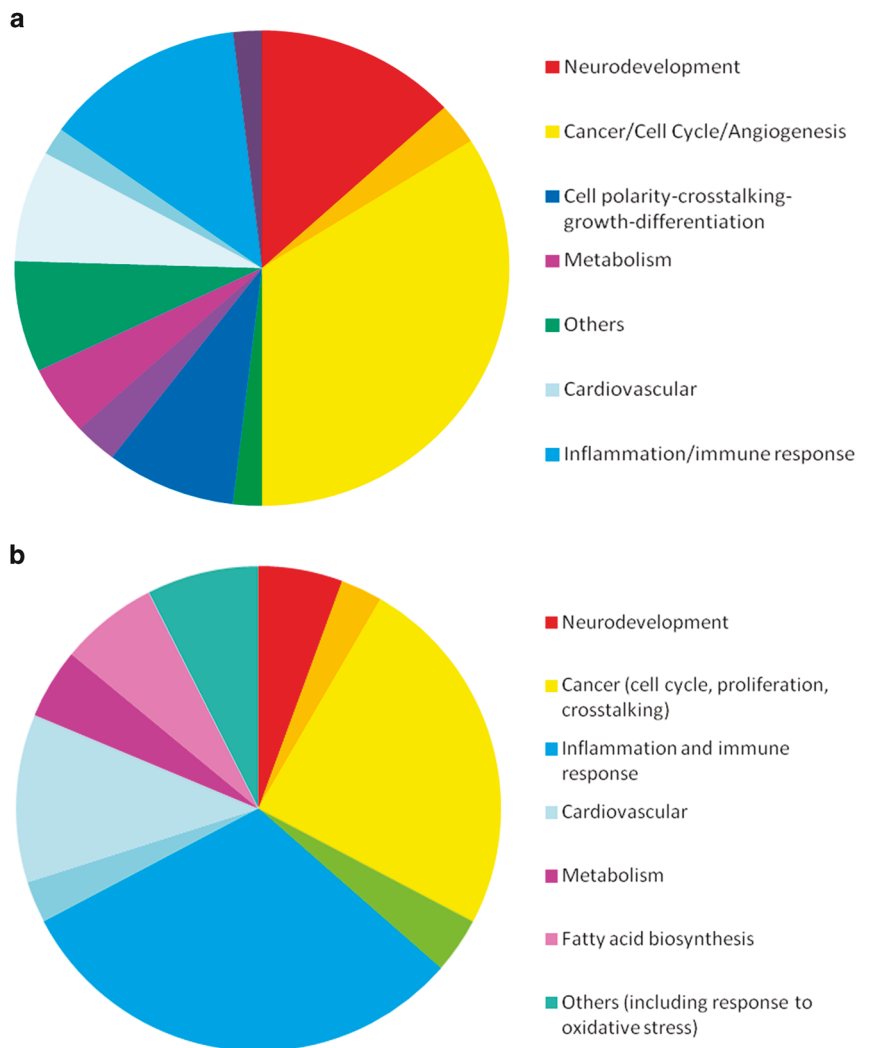 a
Neurodevelopment
Cancer/Cell Cycle/Angiogenesis
Cell polarity-crosstalking-
growth-differentiation
Metabolism
Others
Cardiovascular
Inflammation/immune response
b
Neurodevelopment
Cancer (cell cycle, proliferation,
crosstalking)
Inflammation and immune
response
Cardiovascular
Metabolism
Fatty acid biosynthesis
Others (including response to
oxidative stress)